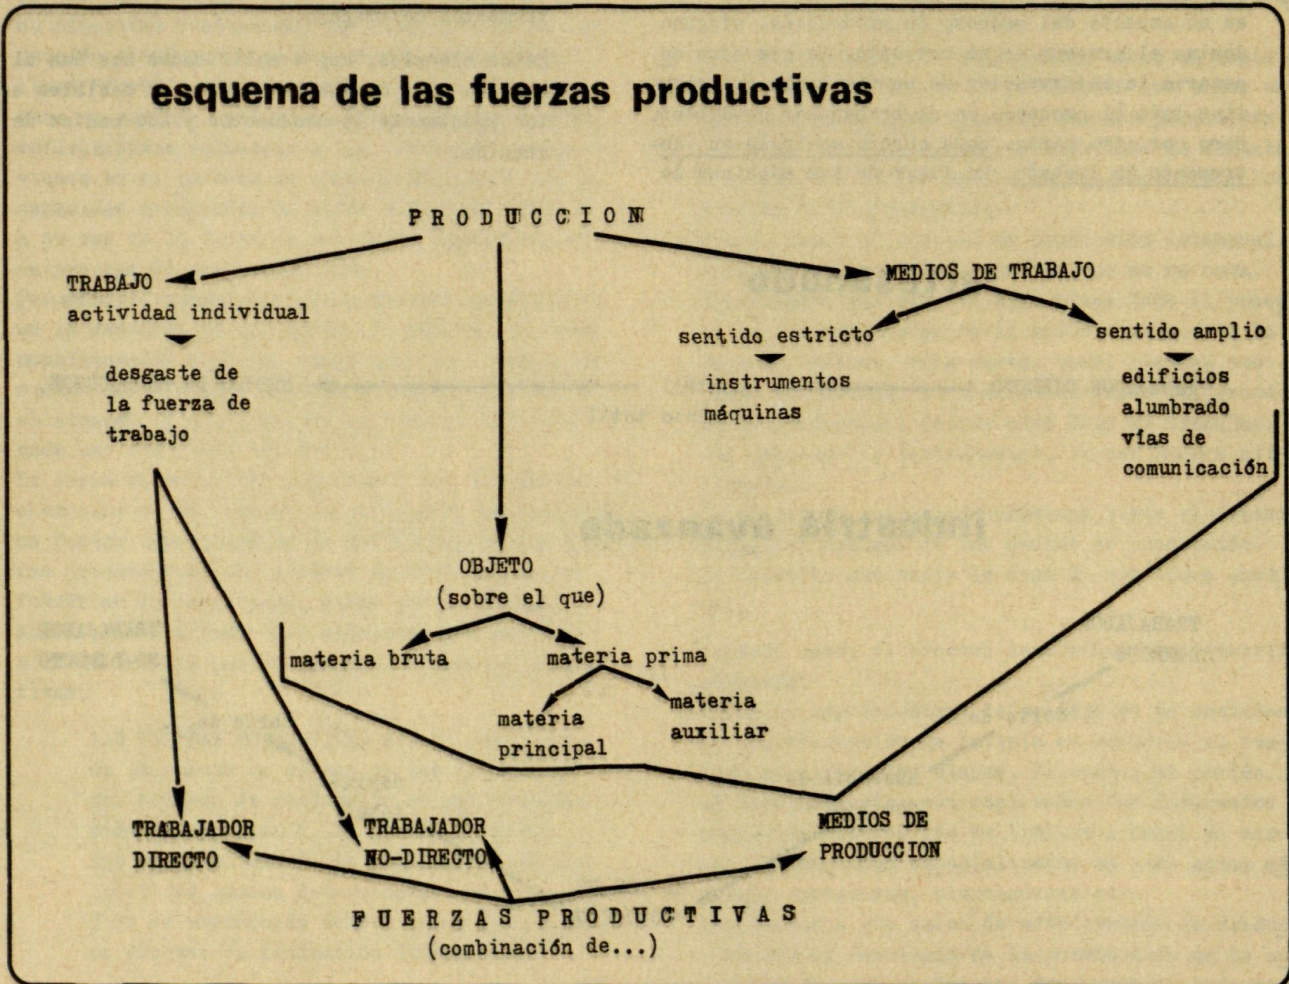 esquema de las fuerzas productivas
PRODUCCION
TRABAJO
actividad individual
desgaste de
la fuerza de
trabajo
MEDIOS DE TRABAJO
sentido estricto
instrumentos
máquinas
sentido amplio
edificios
alumbrado
vías de
comunicación
OBJETO
(sobre el que)
materia bruta
materia prima
materia
principal
materia
auxiliar
TRABAJADOR
DIRECTO
TRABAJADOR
NO-DIRECTO
MEDIOS DE
PRODUCCION
FUERZAS PRODUCTIVAS
(combinación de...)